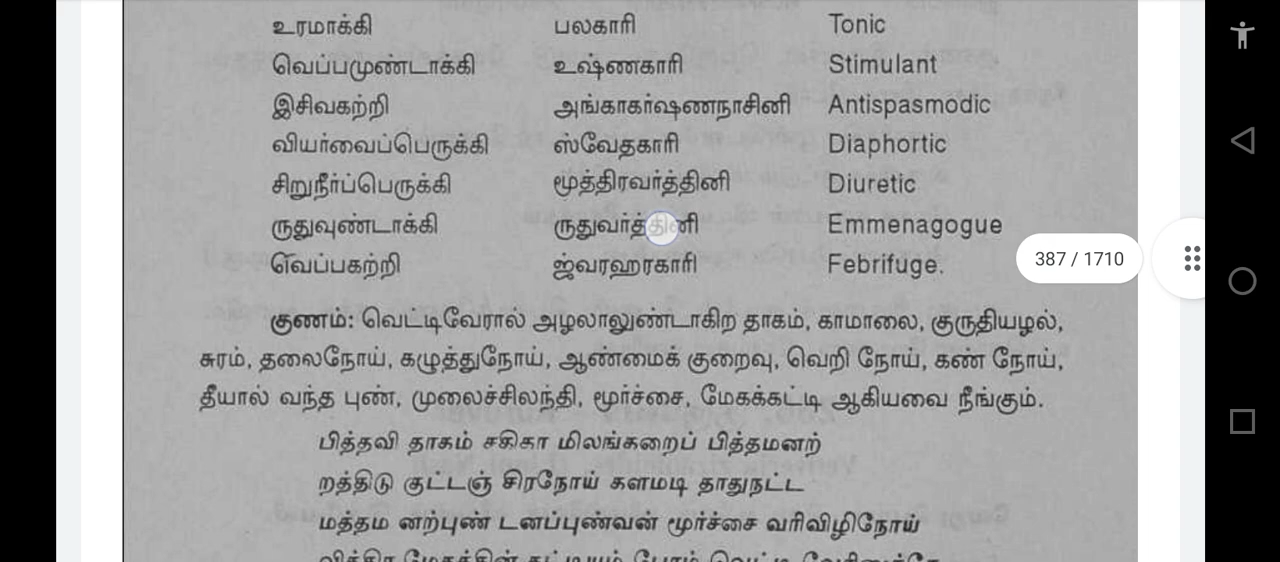 உரமாக்கி பலகாரி Tonic
வெப்பமுண்டாக்கி உஷ்ணகாரி Stimulant
இசிவகற்றி அங்காகர்ஷணநாசினி Antispasmodic
வியர்வைப்பெருக்கி ஸ்வேதகாரி Diaphortic
சிறுநீர்ப்பெருக்கி மூத்திரவர்த்தினி Diuretic
ருதுவுண்டாக்கி ருதுவர்த்தினி Emmenagogue
வெப்பகற்றி ஜ்வரஹரகாரி Febrifuge.
387 / 1710
குணம்: வெட்டிவேரால் அழலாலுண்டாகிற தாகம், காமாலை, குருதியழல்,
சுரம், தலைநோய், கழுத்துநோய், ஆண்மைக் குறைவு, வெறி நோய், கண் நோய்,
தீயால் வந்த புண், முலைச்சிலந்தி, மூர்ச்சை, மேகக்கட்டி ஆகியவை நீங்கும்.
பித்தவி தாகம் சகிகா மிலங்கறைப் பித்தமனற்
றத்திடு குட்டஞ் சிரநோய் களமடி தாதுநட்ட
மத்தம னற்புண் டனப்புண்வன் மூர்ச்சை வரிவிழிநோய்